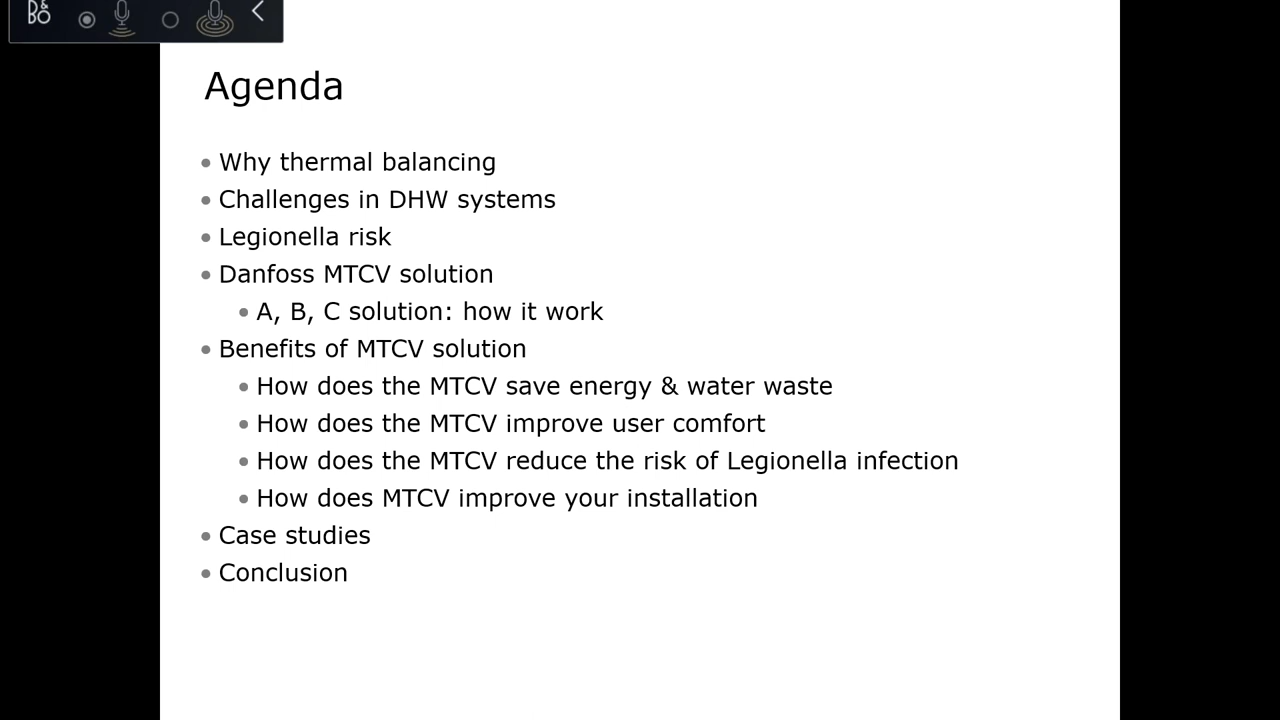 B&O
Agenda
Why thermal balancing
Challenges in DHW systems
Legionella risk
Danfoss MTCV solution
A, B, C solution: how it work
Benefits of MTCV solution
How does the MTCV save energy & water waste
How does the MTCV improve user comfort
How does the MTCV reduce the risk of Legionella infection
How does MTCV improve your installation
Case studies
Conclusion